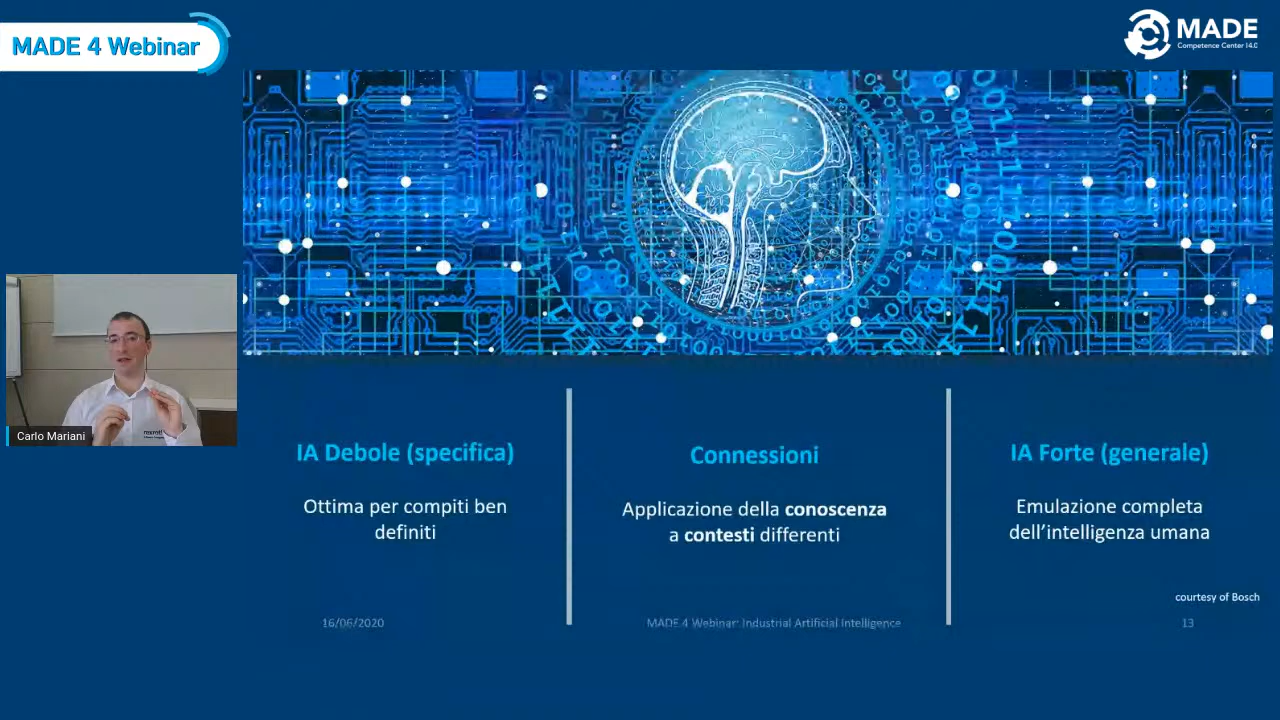 MADE 4 Webinar
MADE
Competence Center I4.0
Carlo Mariani
IA Debole (specifica)
Ottima per compiti ben
definiti
Connessioni
Applicazione della conoscenza
a contesti differenti
IA Forte (generale)
Emulazione completa
dell’intelligenza umana
courtesy of Bosch
16/06/2020
MADE 4 Webinar: Industrial Artificial Intelligence
13